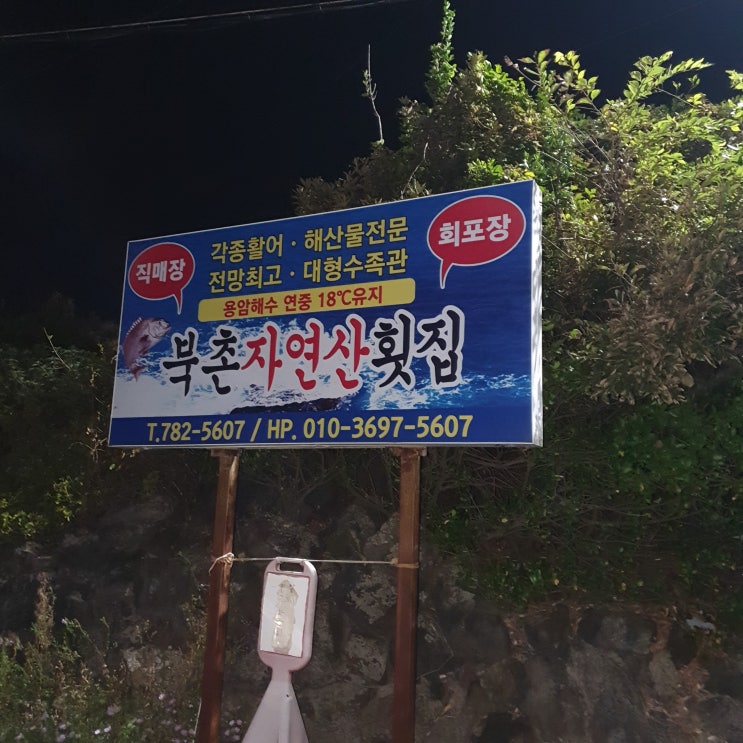 직매장
각종활어 · 해산물전문
전망최고 · 대형수족관
회포장
용암해수 연중 18℃유지
북촌자연산횟집
T.782-5607 / HP. 010-3697-5607